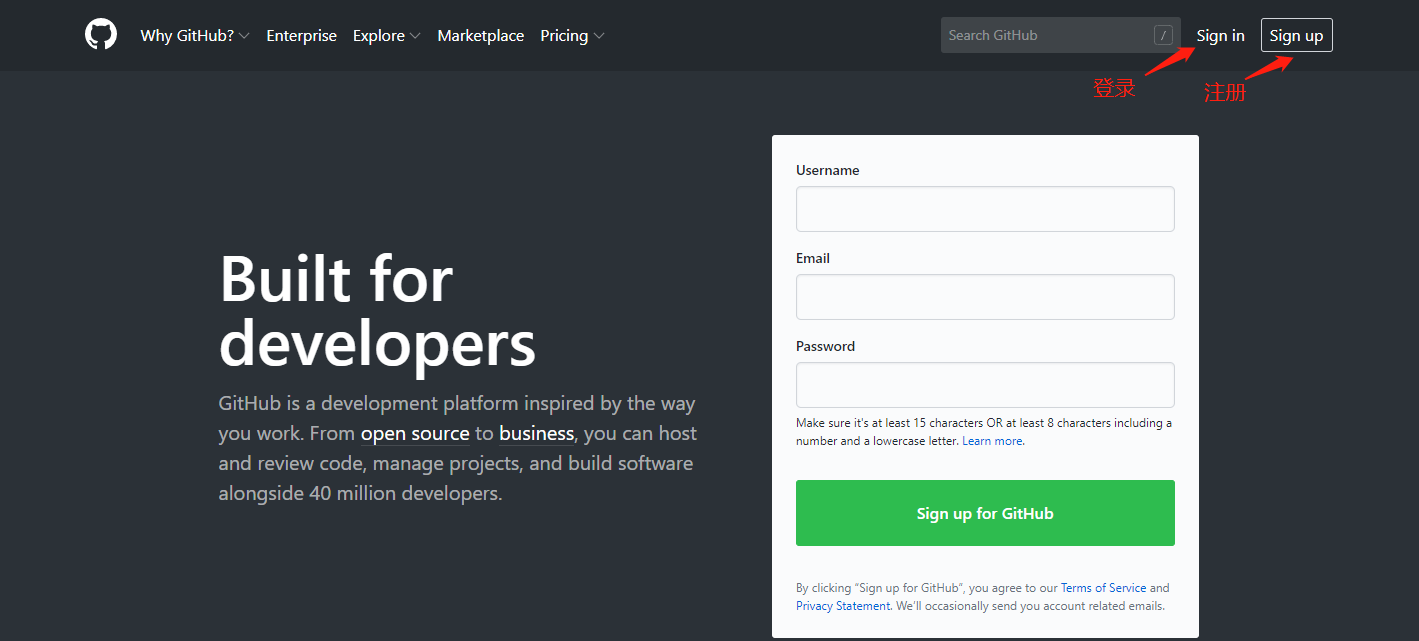 Why GitHub? Enterprise Explore Marketplace Pricing Search GitHub / Sign in Sign up
登录 注册
Built for
developers
GitHub is a development platform inspired by the way
you work. From open source to business, you can host
and review code, manage projects, and build software
alongside 40 million developers.
Username
Email
Password
Make sure it's at least 15 characters OR at least 8 characters including a
number and a lowercase letter. Learn more.
Sign up for GitHub
By clicking “Sign up for GitHub”, you agree to our Terms of Service and
Privacy Statement. We’ll occasionally send you account related emails.